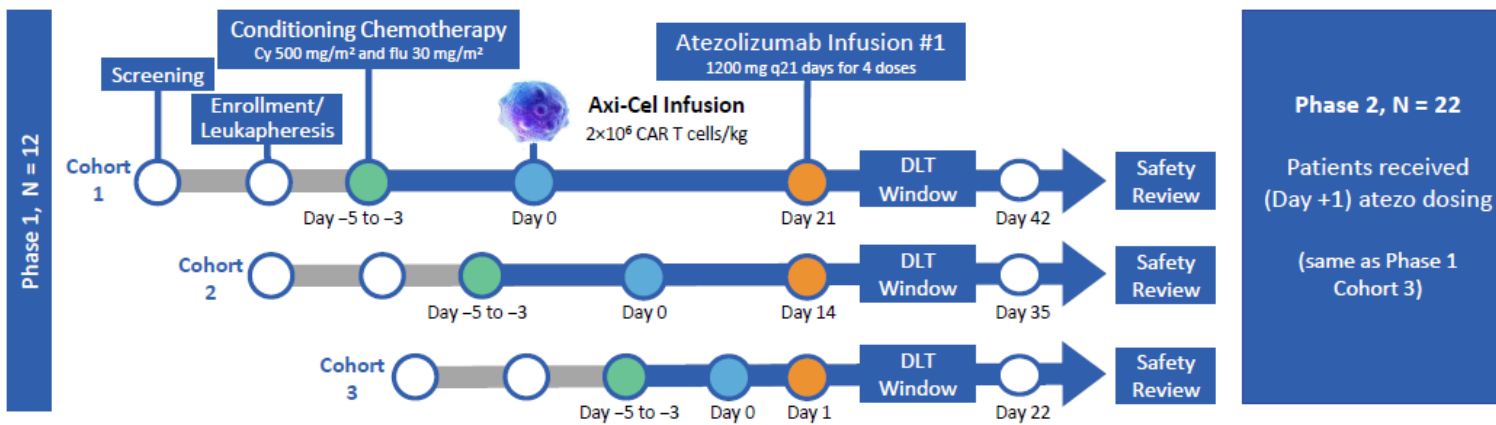 Phase 1, N = 12
Screening
Enrollment/
Leukapheresis
Conditioning Chemotherapy
Cy 500 mg/m² and flu 30 mg/m²
Axi-Cel Infusion
2×10⁶ CAR T cells/kg
Atezolizumab Infusion #1
1200 mg q21 days for 4 doses
Cohort
1
DLT
Window
Safety
Review
Day –5 to –3
Day 0
Day 21
Day 42
Cohort
2
DLT
Window
Safety
Review
Day –5 to –3
Day 0
Day 14
Day 35
Cohort
3
DLT
Window
Safety
Review
Day –5 to –3
Day 0
Day 1
Day 22
Phase 2, N = 22
Patients received
(Day +1) atezo dosing
(same as Phase 1
Cohort 3)